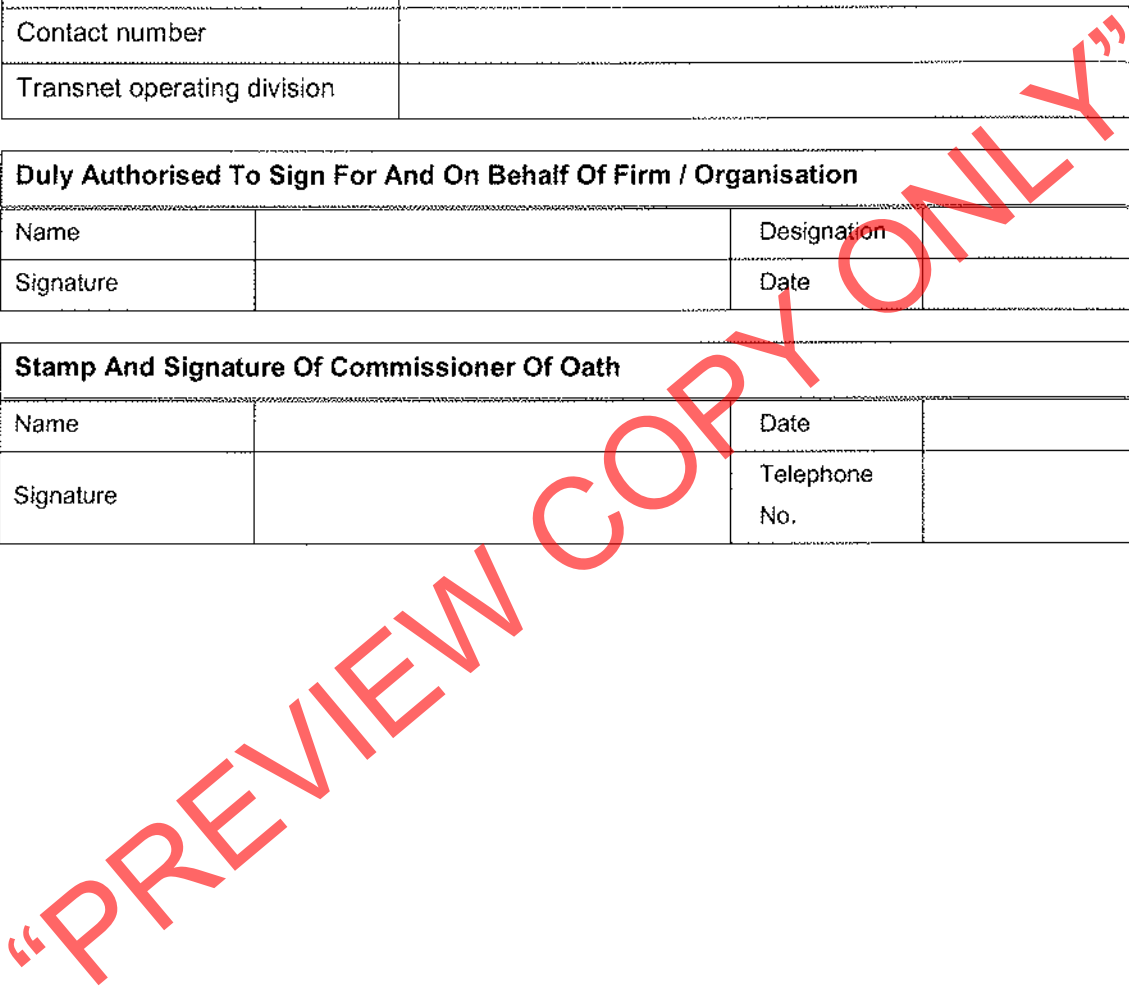 Contact number
Transnet operating division
Duly Authorised To Sign For And On Behalf Of Firm / Organisation
Name Designation
Signature Date
Stamp And Signature Of Commissioner Of Oath
Name Date
Signature Telephone
No.
“PREVIEW COPY ONLY”